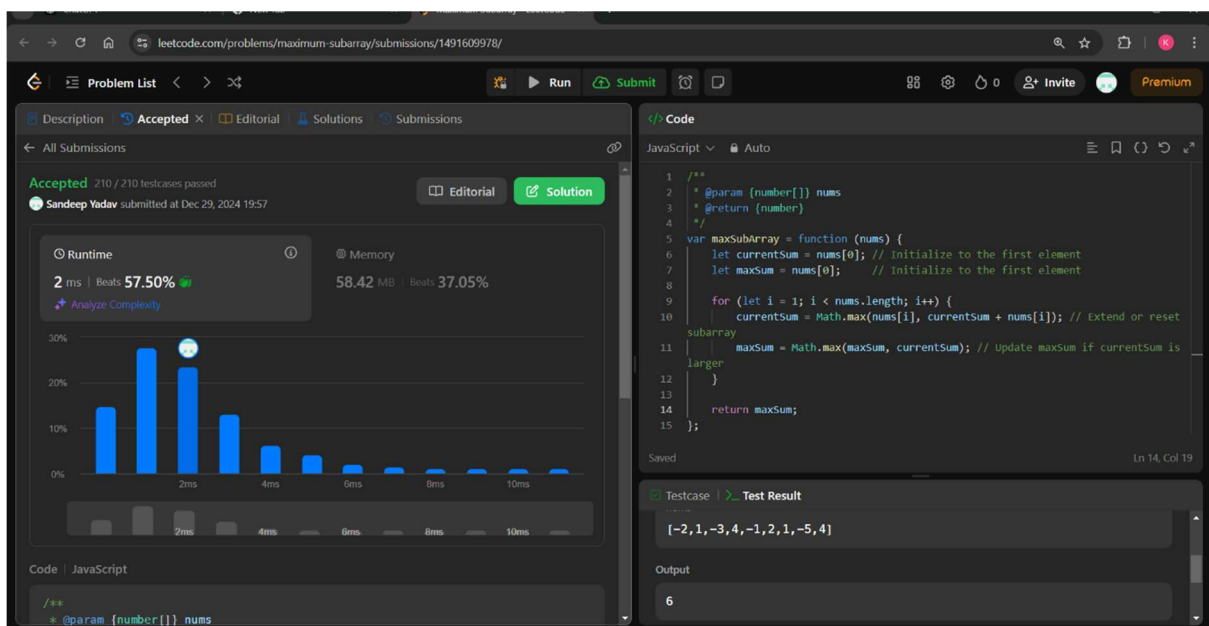 leetcode.com/problems/maximum-subarray/submissions/1491609978/
K
Problem List
Run
Submit
0
Invite
Premium
Description
Accepted
Editorial
Solutions
Submissions
All Submissions
Accepted 210 / 210 testcases passed
Sandeep Yadav submitted at Dec 29, 2024 19:57
Editorial
Solution
Runtime
2 ms | Beats 57.50%
Analyze Complexity
Memory
58.42 MB | Beats 37.05%
30%
20%
10%
0%
2ms 4ms 6ms 8ms 10ms
2ms 4ms 6ms 8ms 10ms
Code | JavaScript
/**
* @param {number[]} nums
</> Code
JavaScript Auto
1 /**
2 * @param {number[]} nums
3 * @return {number}
4 */
5 var maxSubArray = function (nums) {
6 let currentSum = nums[0]; // Initialize to the first element
7 let maxSum = nums[0]; // Initialize to the first element
8
9 for (let i = 1; i < nums.length; i++) {
10 currentSum = Math.max(nums[i], currentSum + nums[i]); // Extend or reset
subarray
11 maxSum = Math.max(maxSum, currentSum); // Update maxSum if currentSum is
larger
12 }
13
14 return maxSum;
15 };
Saved
Ln 14, Col 19
Testcase | >_ Test Result
[-2,1,-3,4,-1,2,1,-5,4]
Output
6